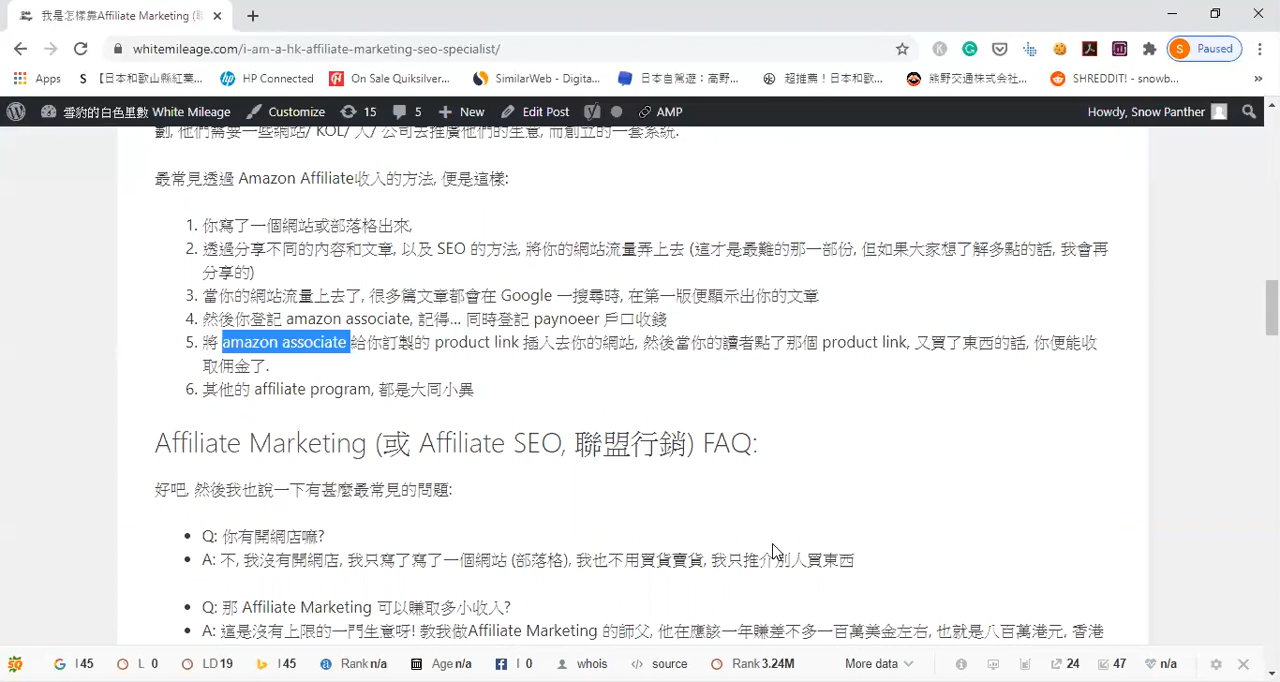 我是怎樣靠Affiliate Marketing (
whitemileage.com/i-am-a-hk-affiliate-marketing-seo-specialist/
Paused
Apps
【日本和歌山縣紅葉...
HP Connected
On Sale Quiksilver...
SimilarWeb - Digita...
日本自駕遊：高野...
超推票！日本和歌...
熊野交通株式会社...
SHREDDIT! - snowb...
雪豹的白色里數 White Mileage
Customize
15
5
New
Edit Post
AMP
Howdy, Snow Panther
劃, 他們需要一些網站/ KOL/ 人/ 公司去推廣他們的生意, 而創立的一套系統.
最常見透過 Amazon Affiliate收入的方法, 便是這樣:
1. 你寫了一個網站或部落格出來,
2. 透過分享不同的內容和文章, 以及 SEO 的方法, 將你的網站流量弄上去 (這才是最難的那一部份, 但如果大家想了解多點的話, 我會再
分享的)
3. 當你的網站流量上去了, 很多篇文章都會在 Google 一搜尋時, 在第一版便顯示出你的文章
4. 然後你登記 amazon associate, 記得... 同時登記 paynoeer 戶口收錢
5. 將 amazon associate 給你訂製的 product link 插入去你的網站, 然後當你的讀者點了那個 product link, 又買了東西的話, 你便能收
取佣金了.
6. 其他的 affiliate program, 都是大同小異
Affiliate Marketing (或 Affiliate SEO, 聯盟行銷) FAQ:
好吧, 然後我也說一下有甚麼最常見的問題:
Q: 你有開網店嘛?
A: 不, 我沒有開網店, 我只寫了寫了一個網站 (部落格), 我也不用買貨賣貨, 我只推介別人買東西
Q: 那 Affiliate Marketing 可以賺取多小收入?
A: 這是沒有上限的一門生意呀! 教我做Affiliate Marketing 的師父, 他在應該一年賺差不多一百萬美金左右, 也就是八百萬港元, 香港
I 45
L 0
LD 19
I 45
Rank n/a
Age n/a
I 0
whois
source
Rank 3.24M
More data
24
47
n/a